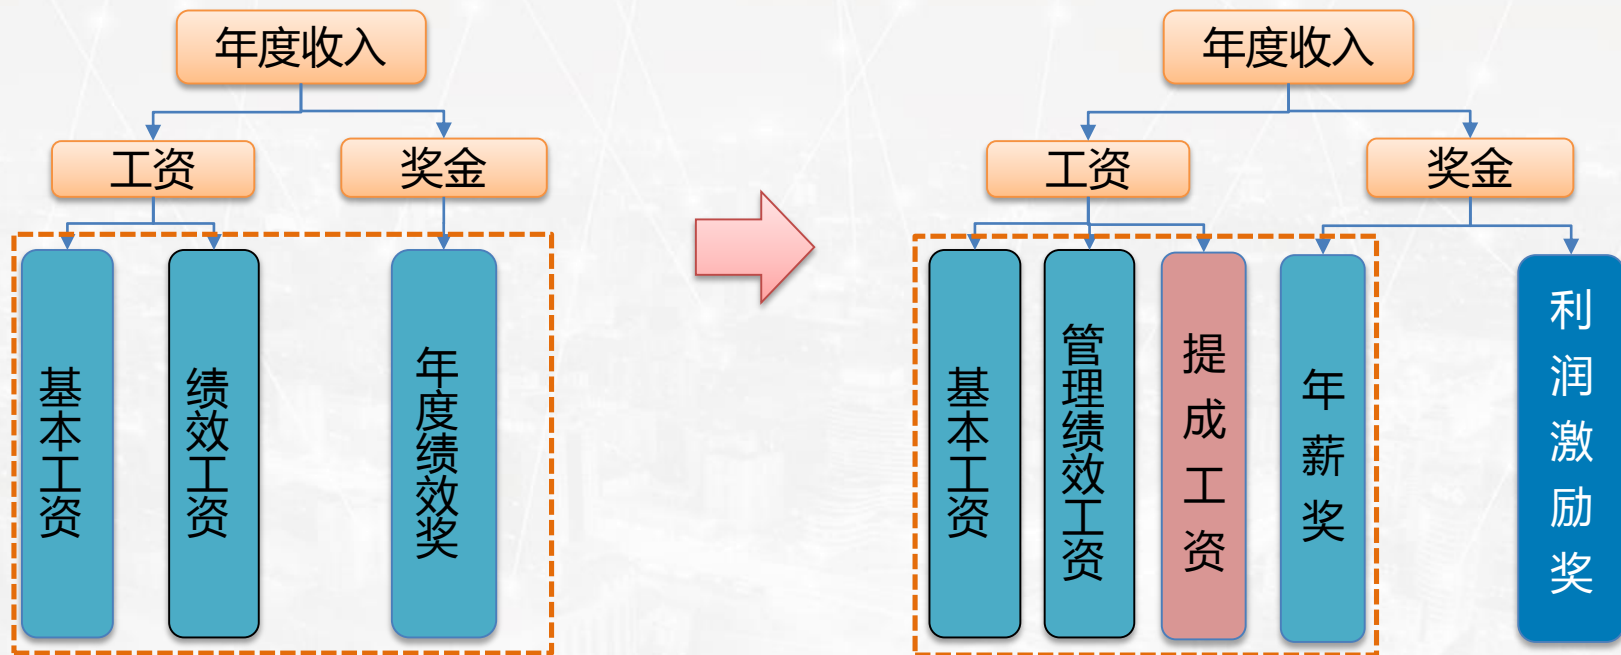 年度收入
工资
奖金
基本工资
绩效工资
年度绩效奖
年度收入
工资
奖金
基本工资
管理绩效工资
提成工资
年薪奖
利润激励奖